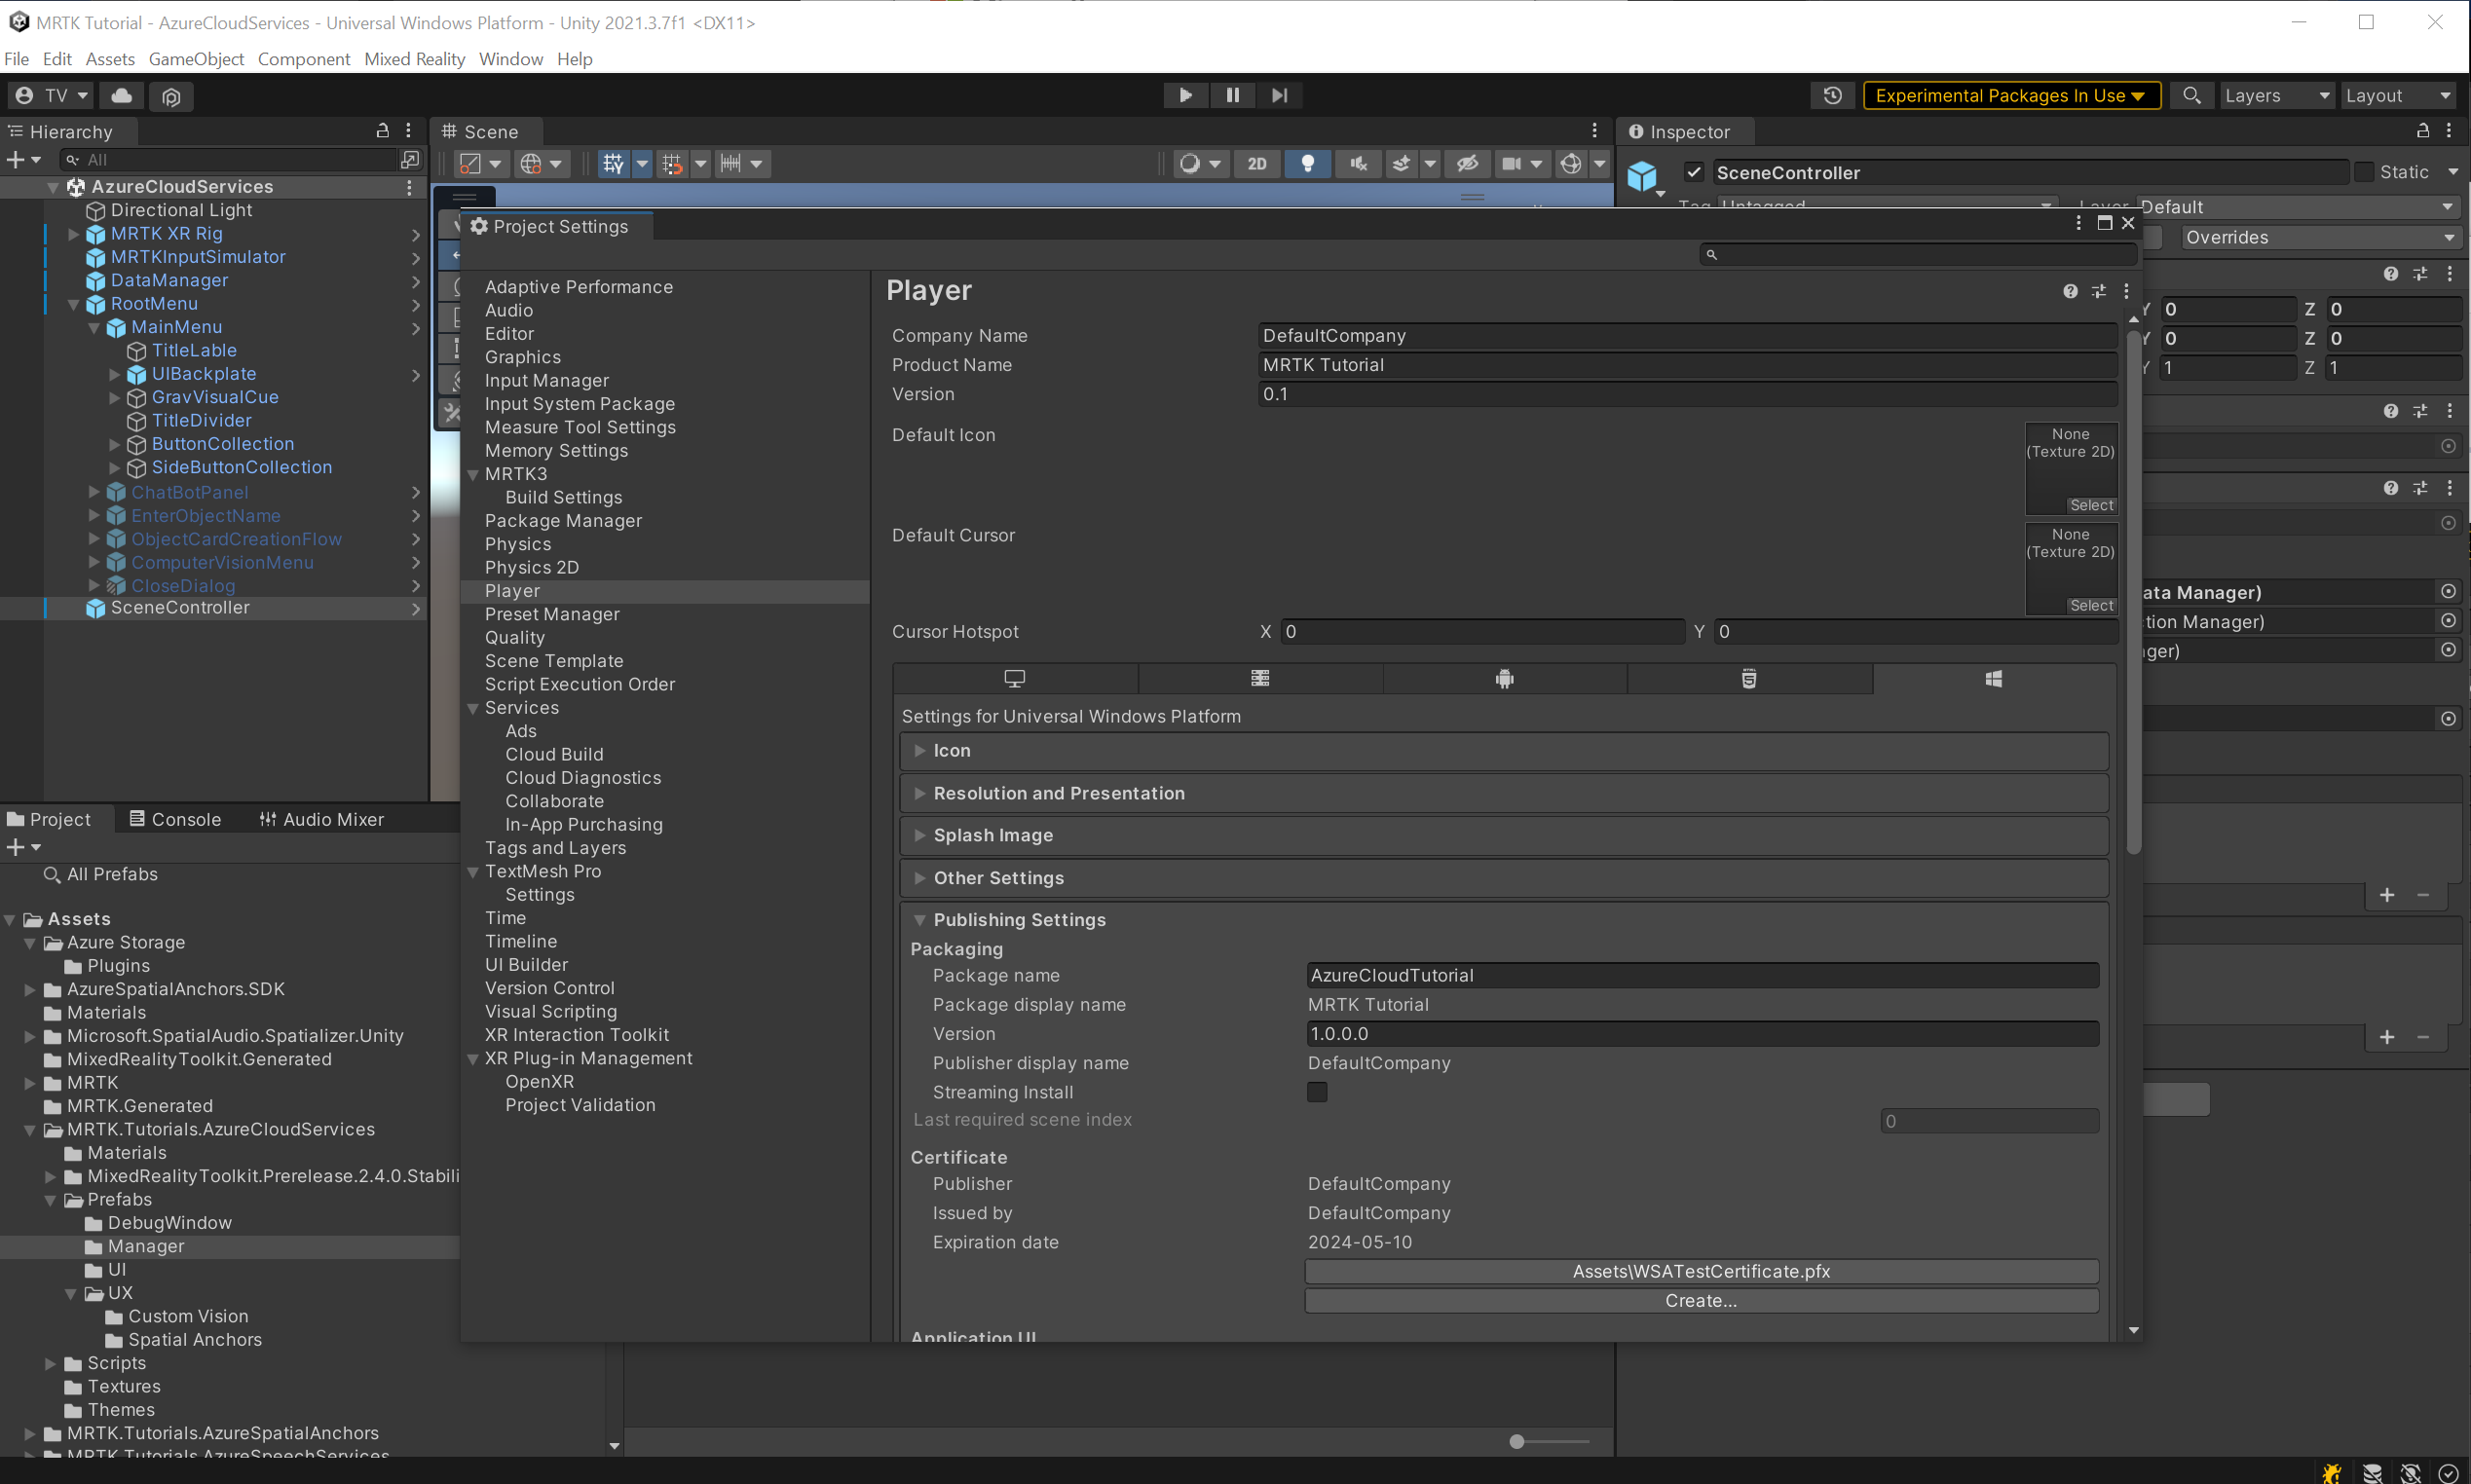 MRTK Tutorial - AzureCloudServices - Universal Windows Platform - Unity 2021.3.7f1 <DX11>
File Edit Assets GameObject Component Mixed Reality Window Help
TV
Experimental Packages In Use
Layers
Layout
Hierarchy
All
AzureCloudServices
Directional Light
MRTK XR Rig
MRTKInputSimulator
DataManager
RootMenu
MainMenu
TitleLable
UIBackplate
GravVisualCue
TitleDivider
ButtonCollection
SideButtonCollection
ChatBotPanel
EnterObjectName
ObjectCardCreationFlow
ComputerVisionMenu
CloseDialog
SceneController
Scene
2D
Project Settings
Adaptive Performance
Audio
Editor
Graphics
Input Manager
Input System Package
Measure Tool Settings
Memory Settings
MRTK3
Build Settings
Package Manager
Physics
Physics 2D
Player
Preset Manager
Quality
Scene Template
Script Execution Order
Services
Ads
Cloud Build
Cloud Diagnostics
Collaborate
In-App Purchasing
Tags and Layers
TextMesh Pro
Settings
Time
Timeline
UI Builder
Version Control
Visual Scripting
XR Interaction Toolkit
XR Plug-in Management
OpenXR
Project Validation
Player
Company Name DefaultCompany
Product Name MRTK Tutorial
Version 0.1
Default Icon
None
(Texture 2D)
Select
Default Cursor
None
(Texture 2D)
Select
Cursor Hotspot X 0 Y 0
Settings for Universal Windows Platform
Icon
Resolution and Presentation
Splash Image
Other Settings
Publishing Settings
Packaging
Package name AzureCloudTutorial
Package display name MRTK Tutorial
Version 1.0.0.0
Publisher display name DefaultCompany
Streaming Install
Last required scene index 0
Certificate
Publisher DefaultCompany
Issued by DefaultCompany
Expiration date 2024-05-10
Assets\WSATestCertificate.pfx
Create...
Application UI
Inspector
SceneController
Static
Tag Untagged Layer Default
Overrides
Y 0 Z 0
Y 0 Z 0
Y 1 Z 1
ata Manager)
tion Manager)
ger)
Project
Console
Audio Mixer
All Prefabs
Assets
Azure Storage
Plugins
AzureSpatialAnchors.SDK
Materials
Microsoft.SpatialAudio.Spatializer.Unity
MixedRealityToolkit.Generated
MRTK
MRTK.Generated
MRTK.Tutorials.AzureCloudServices
Materials
MixedRealityToolkit.Prerelease.2.4.0.Stabili
Prefabs
DebugWindow
Manager
UI
UX
Custom Vision
Spatial Anchors
Scripts
Textures
Themes
MRTK.Tutorials.AzureSpatialAnchors
MRTK.Tutorials.AzureSpeechServices